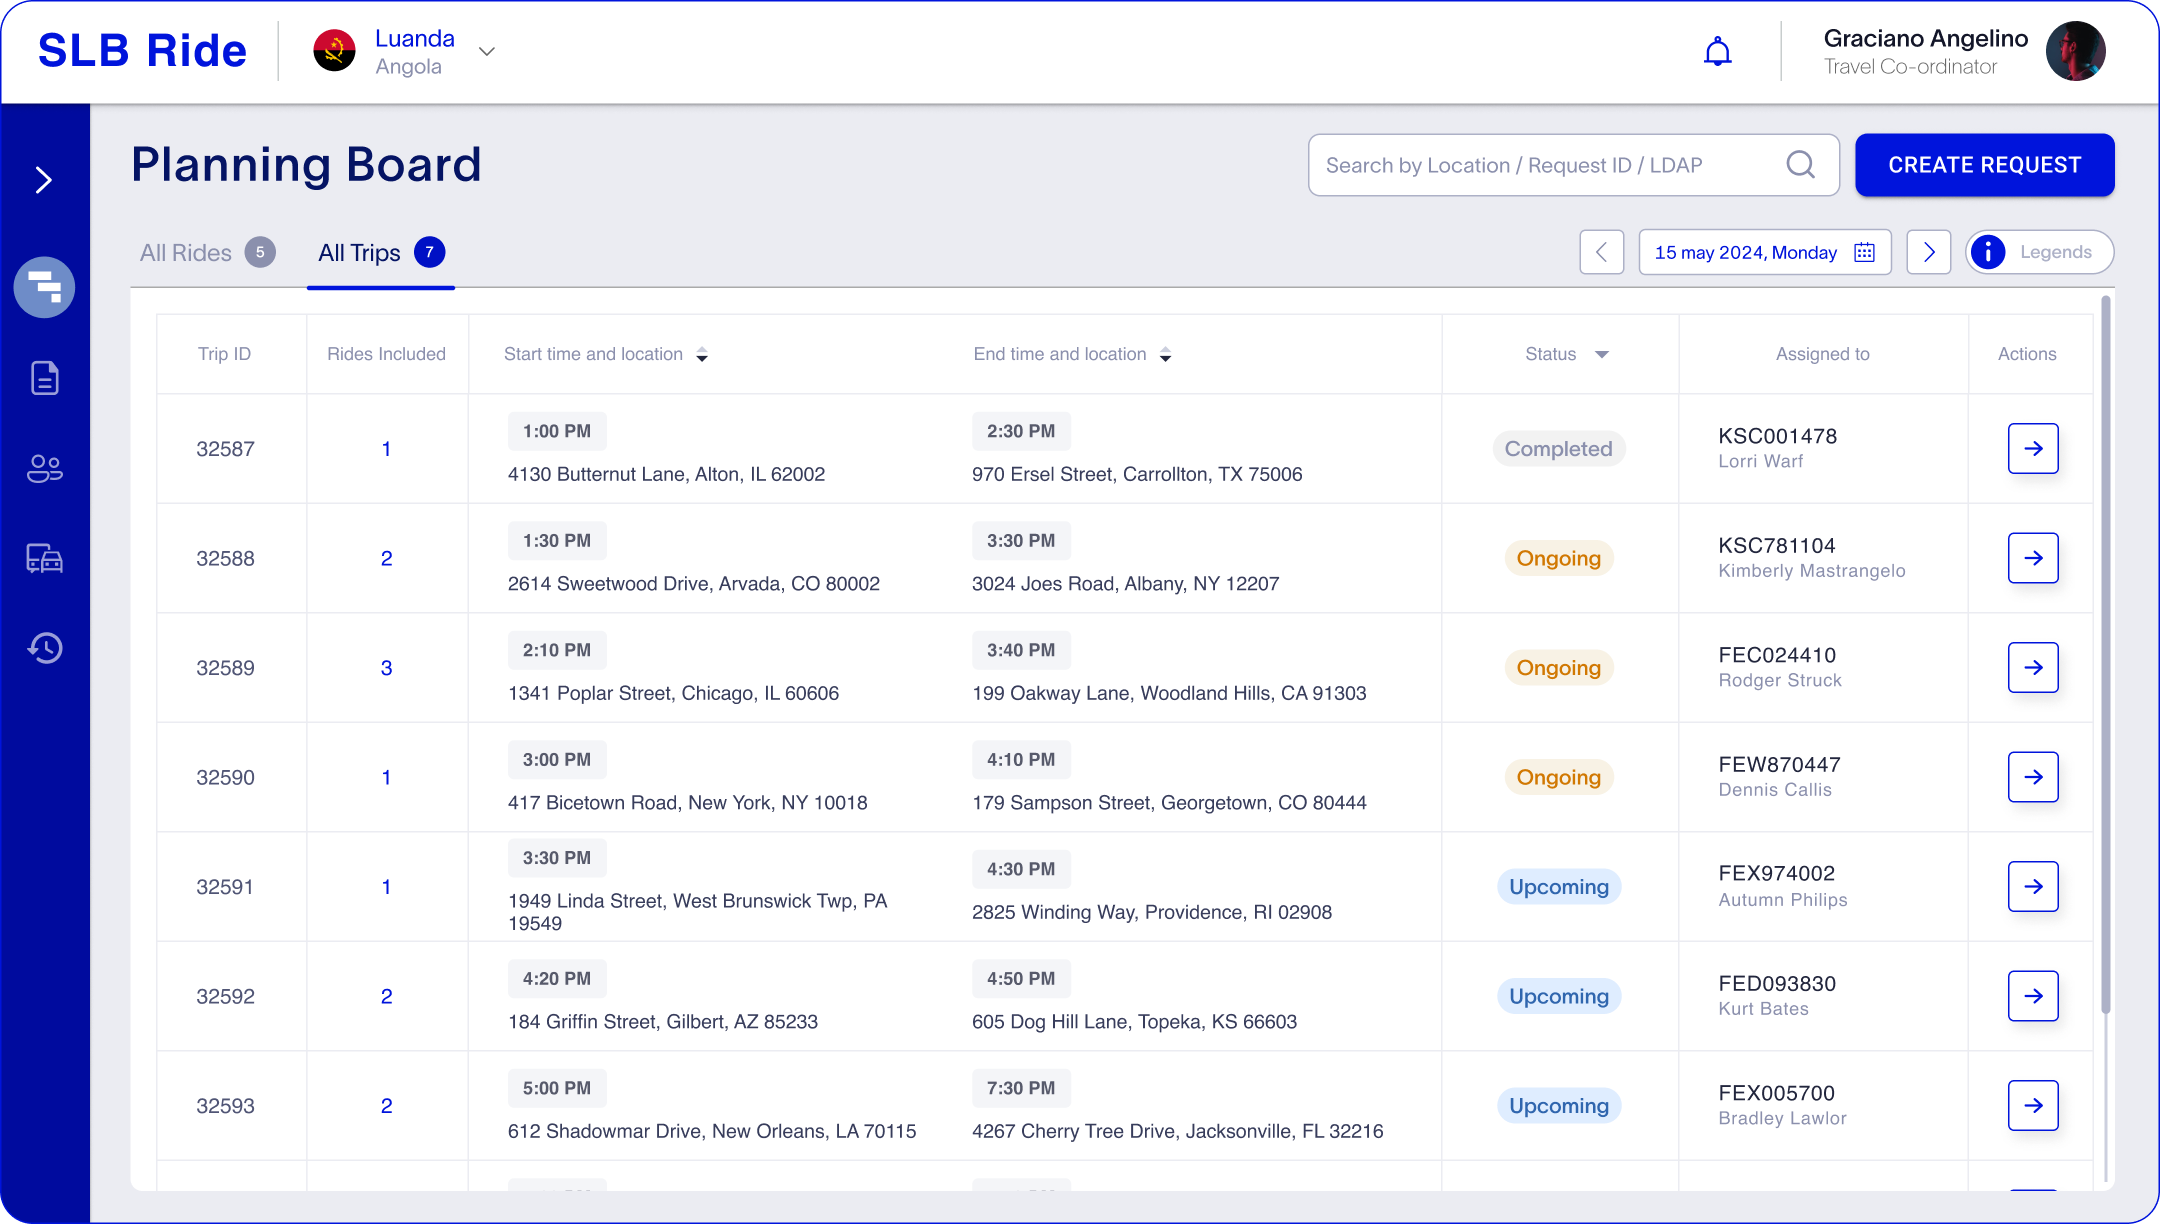 SLB Ride
Luanda
Angola
Graciano Angelino
Travel Co-ordinator
Planning Board
Search by Location / Request ID / LDAP
CREATE REQUEST
All Rides 5
All Trips 7
15 may 2024, Monday
i Legends
Trip ID
Rides Included
Start time and location
End time and location
Status
Assigned to
Actions
32587
1
1:00 PM
4130 Butternut Lane, Alton, IL 62002
2:30 PM
970 Ersel Street, Carrollton, TX 75006
Completed
KSC001478
Lorri Warf
32588
2
1:30 PM
2614 Sweetwood Drive, Arvada, CO 80002
3:30 PM
3024 Joes Road, Albany, NY 12207
Ongoing
KSC781104
Kimberly Mastrangelo
32589
3
2:10 PM
1341 Poplar Street, Chicago, IL 60606
3:40 PM
199 Oakway Lane, Woodland Hills, CA 91303
Ongoing
FEC024410
Rodger Struck
32590
1
3:00 PM
417 Bicetown Road, New York, NY 10018
4:10 PM
179 Sampson Street, Georgetown, CO 80444
Ongoing
FEW870447
Dennis Callis
32591
1
3:30 PM
1949 Linda Street, West Brunswick Twp, PA
19549
4:30 PM
2825 Winding Way, Providence, RI 02908
Upcoming
FEX974002
Autumn Philips
32592
2
4:20 PM
184 Griffin Street, Gilbert, AZ 85233
4:50 PM
605 Dog Hill Lane, Topeka, KS 66603
Upcoming
FED093830
Kurt Bates
32593
2
5:00 PM
612 Shadowmar Drive, New Orleans, LA 70115
7:30 PM
4267 Cherry Tree Drive, Jacksonville, FL 32216
Upcoming
FEX005700
Bradley Lawlor